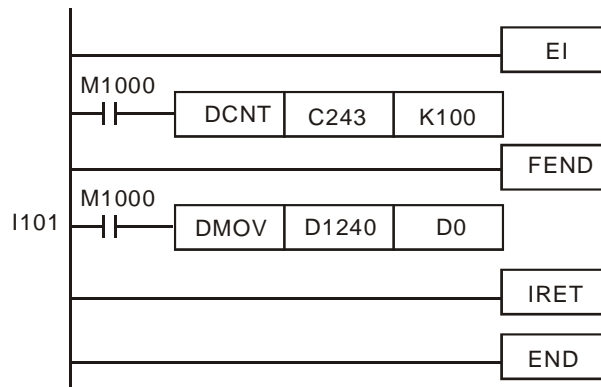 EI
M1000
DCNT C243 K100
FEND
M1000
I101 DMOV D1240 D0
IRET
END